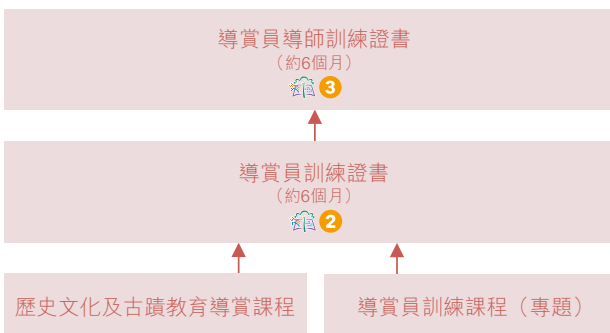 導賞員導師訓練證書
（約6個月）
3
導賞員訓練證書
（約6個月）
2
歷史文化及古蹟教育導賞課程
導賞員訓練課程（專題）